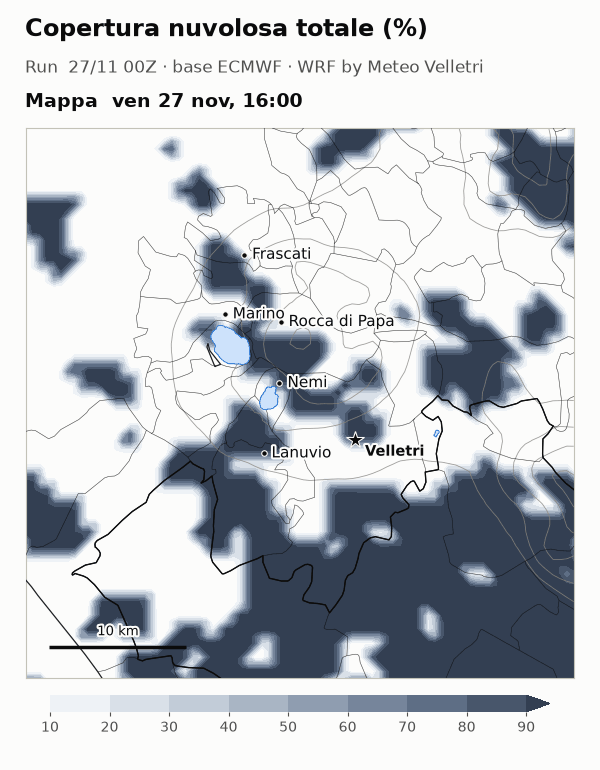 Copertura nuvolosa totale (%)
Run  27/11 00Z · base ECMWF · WRF by Meteo Velletri
Mappa  ven 27 nov, 16:00
Frascati
Marino
Rocca di Papa
Nemi
Velletri
Lanuvio
10 km
10 20 30 40 50 60 70 80 90